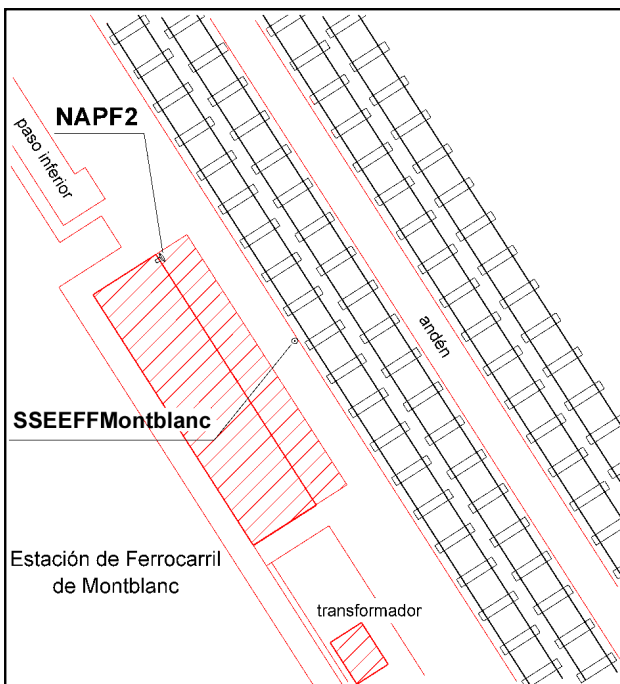 NAPF2
paso inferior
andén
SSEEFFMontblanc
Estación de Ferrocarril
de Montblanc
transformador